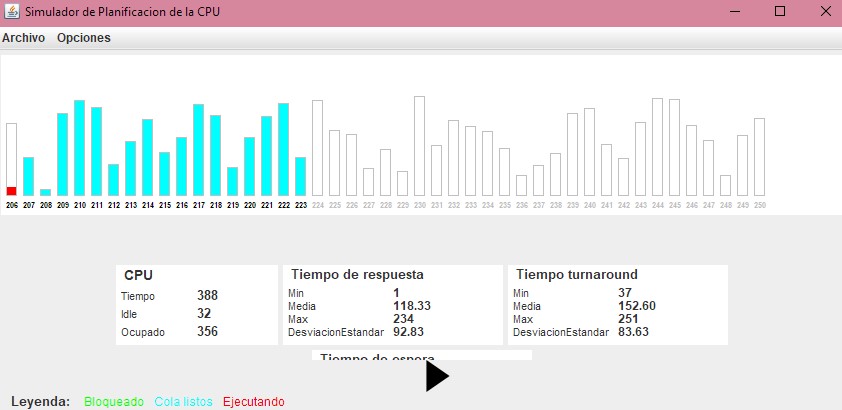 Simulador de Planificacion de la CPU
Archivo Opciones
206 207 208 209 210 211 212 213 214 215 216 217 218 219 220 221 222 223 224 225 226 227 228 229 230 231 232 233 234 235 236 237 238 239 240 241 242 243 244 245 246 247 248 249 250
CPU
Tiempo 388
Idle 32
Ocupado 356
Tiempo de respuesta
Min 1
Media 118.33
Max 234
DesviacionEstandar 92.83
Tiempo turnaround
Min 37
Media 152.60
Max 251
DesviacionEstandar 83.63
Tiempo de espera
Leyenda: Bloqueado Cola listos Ejecutando